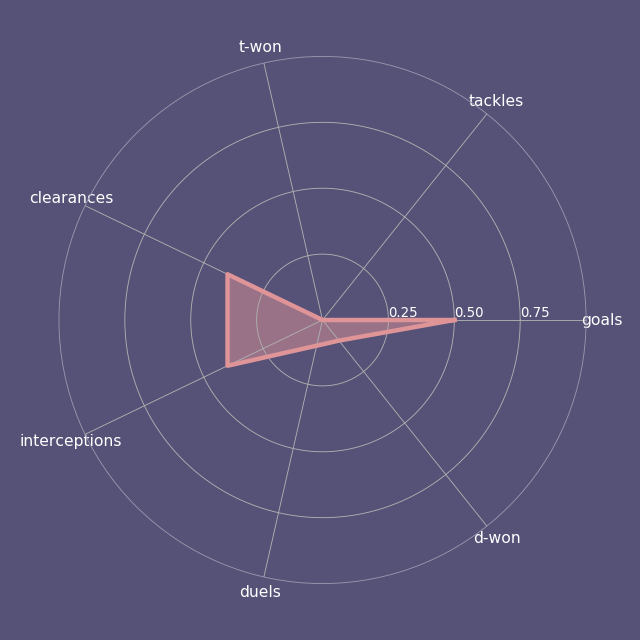 t-won
tackles
clearances
0.25 0.50 0.75
goals
interceptions
d-won
duels